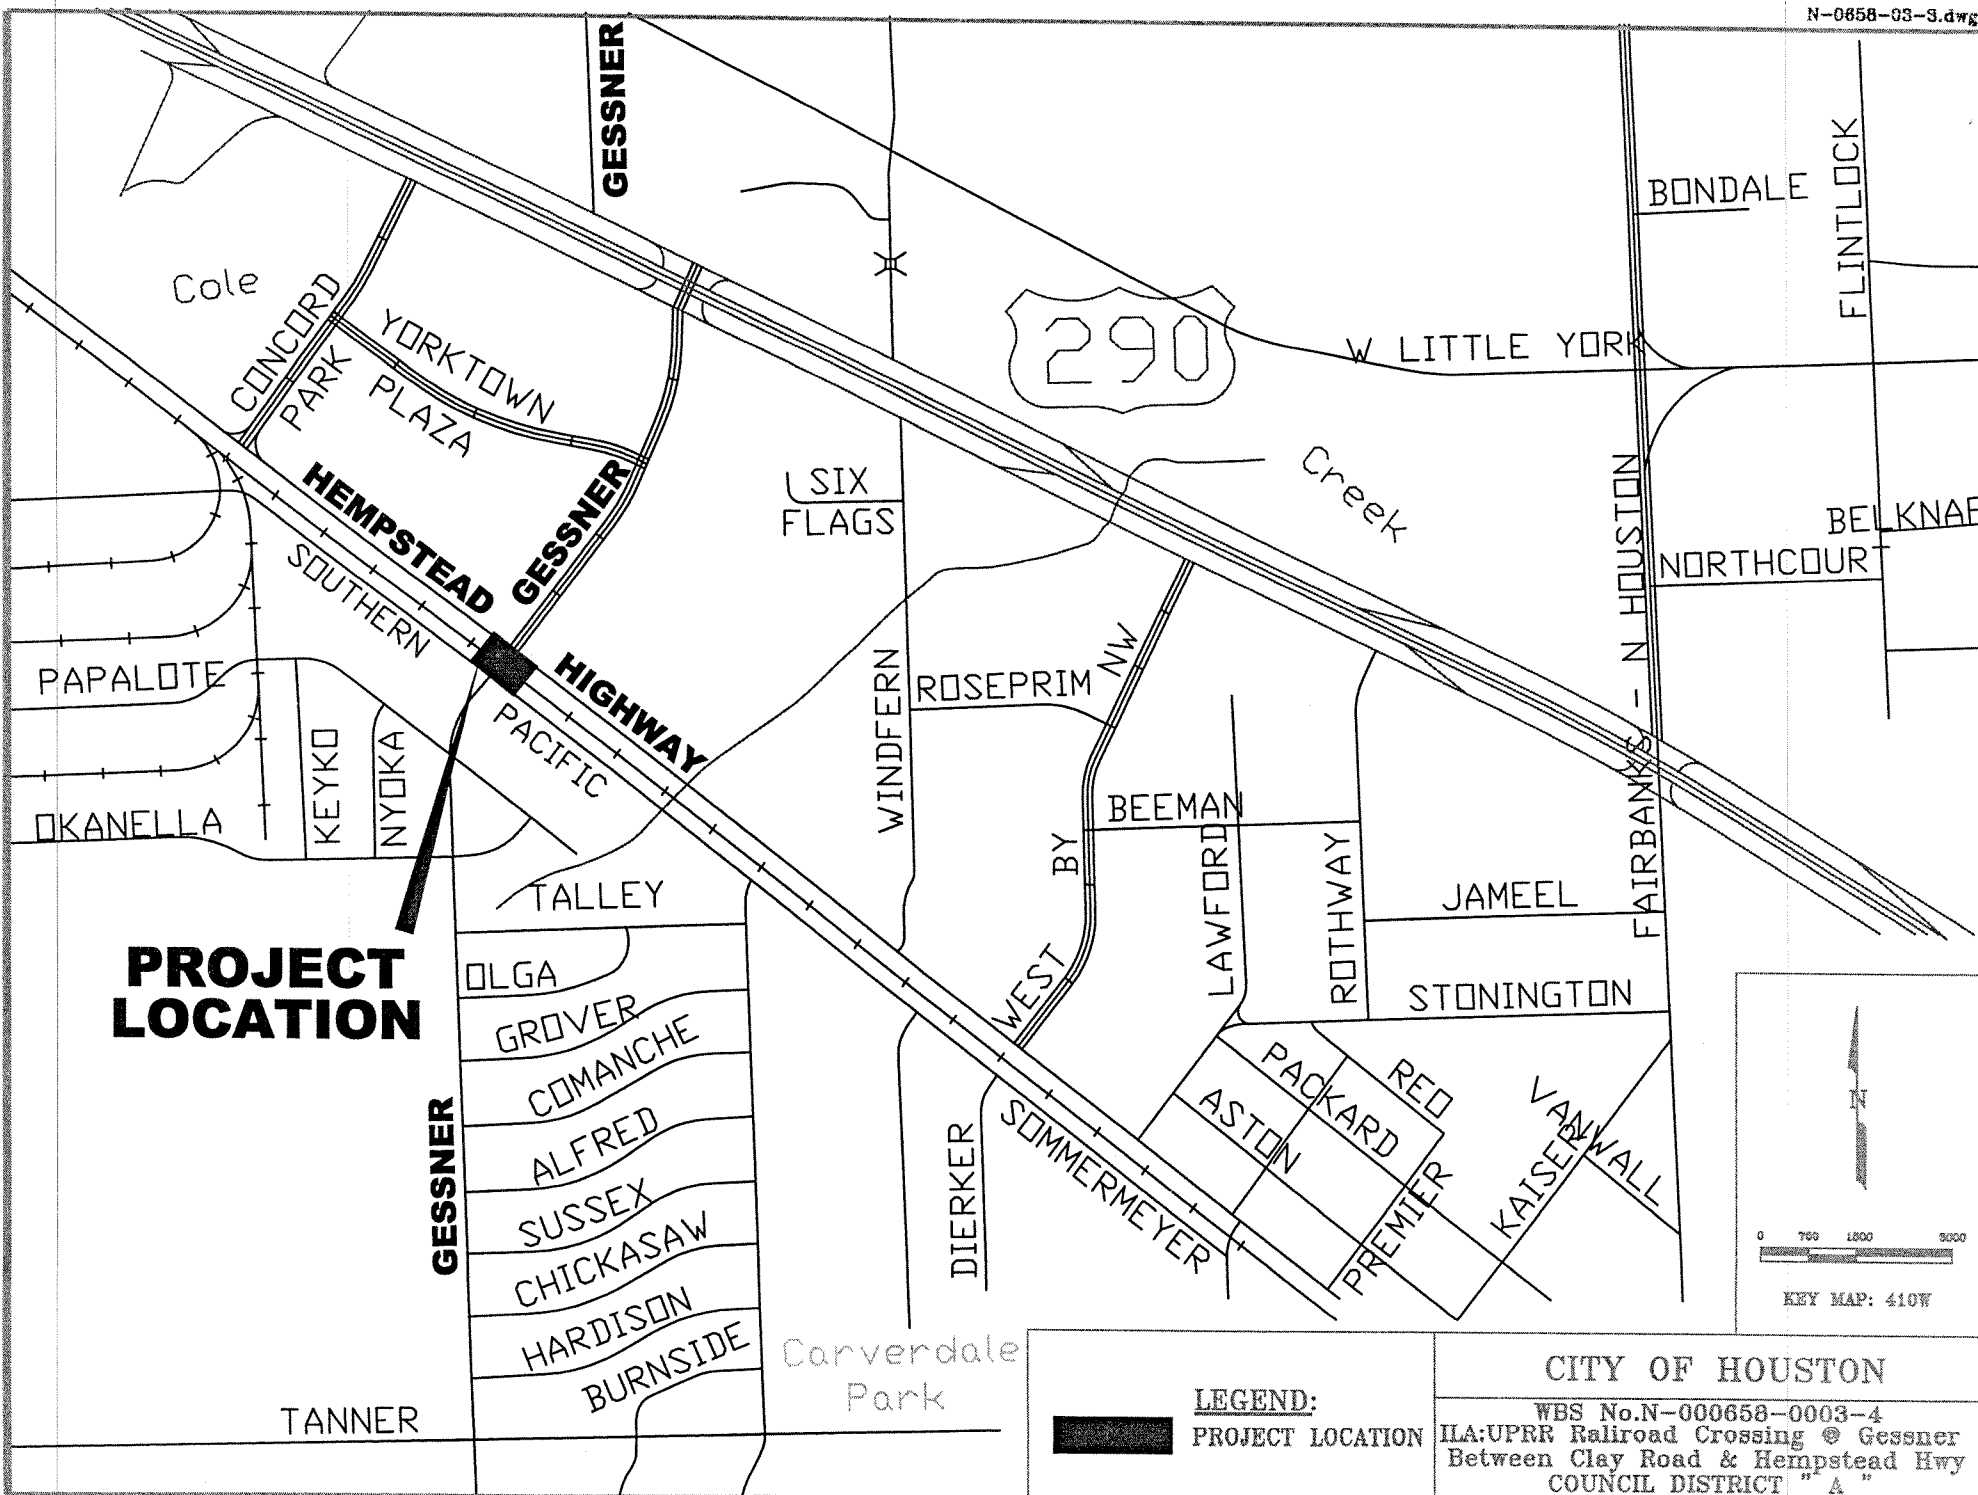 N-0658-03-S.dwg
GESSNER
BONDALE
FLINTLOCK
Cole
CONCORD
PARK
YORKTOWN
PLAZA
290
W LITTLE YORK
Creek
HEMPSTEAD
GESSNER
SIX
FLAGS
SOUTHERN
NORTHCOURT
FAIRBANKS - N HOUSTON
PAPALOTE
HIGHWAY
PACIFIC
WINDFERN
ROSEPRIM
NW
BY
WEST
KEYKO
NYOKA
OKANELLA
BEEMAN
LAWFORD
ROTHWAY
JAMEEL
STONINGTON
TALLEY
PROJECT
LOCATION
OLGA
GROVER
COMANCHE
ALFRED
SUSSEX
CHICKASAW
HARDISON
BURNSIDE
GESSNER
DIERKER
SOMMERMEYER
PACKARD
ASTON
REO
PREMIER
KAISER
VANWALL
N
0 750 1500 3000
KEY MAP: 410W
Carverdale
Park
TANNER
LEGEND:
PROJECT LOCATION
CITY OF HOUSTON
WBS No.N-000658-0003-4
ILA:UPRR Raliroad Crossing @ Gessner
Between Clay Road & Hempstead Hwy
COUNCIL DISTRICT " A "